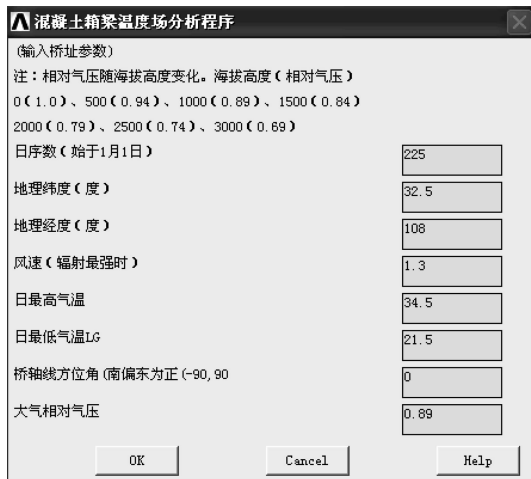 混凝土箱梁温度场分析程序
(输入桥址参数)
注：相对气压随海拔高度变化。海拔高度(相对气压)
0(1.0)、500(0.94)、1000(0.89)、1500(0.84)
2000(0.79)、2500(0.74)、3000(0.69)
日序数(始于1月1日) 225
地理纬度(度) 32.5
地理经度(度) 108
风速(辐射最强时) 1.3
日最高气温 34.5
日最低气温LG 21.5
桥轴线方位角(南偏东为正(-90,90 0
大气相对气压 0.89
OK Cancel Help